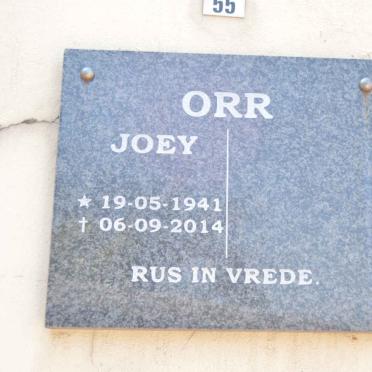 55
ORR
JOEY
★ 19-05-1941
† 06-09-2014
RUS IN VREDE.